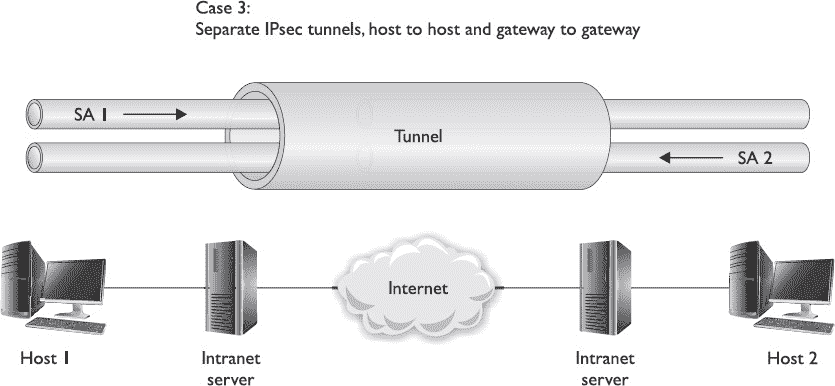 Case 3:
Separate IPsec tunnels, host to host and gateway to gateway
SA 1
Tunnel
SA 2
Internet
Host 1
Intranet
server
Intranet
server
Host 2